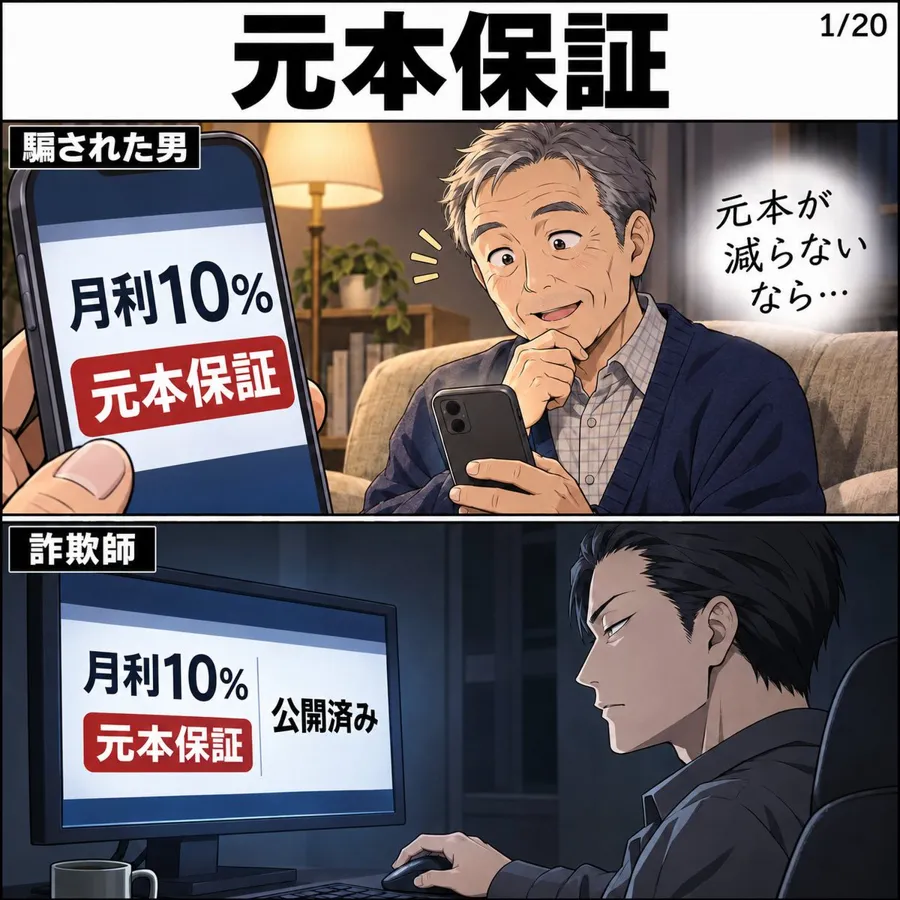 元本保証
1/20
騙された男
月利10%
元本保証
元本が
減らない
なら…
詐欺師
月利10%
元本保証
公開済み